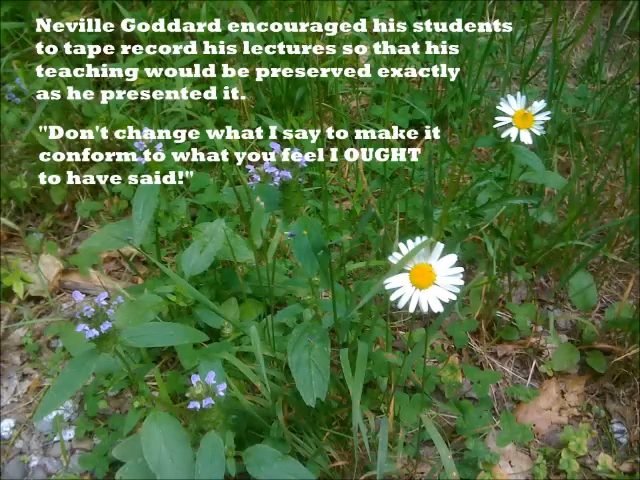 Neville Goddard encouraged his students
to tape record his lectures so that his
teaching would be preserved exactly
as he presented it.
"Don't change what I say to make it
conform to what you feel I OUGHT
to have said!"